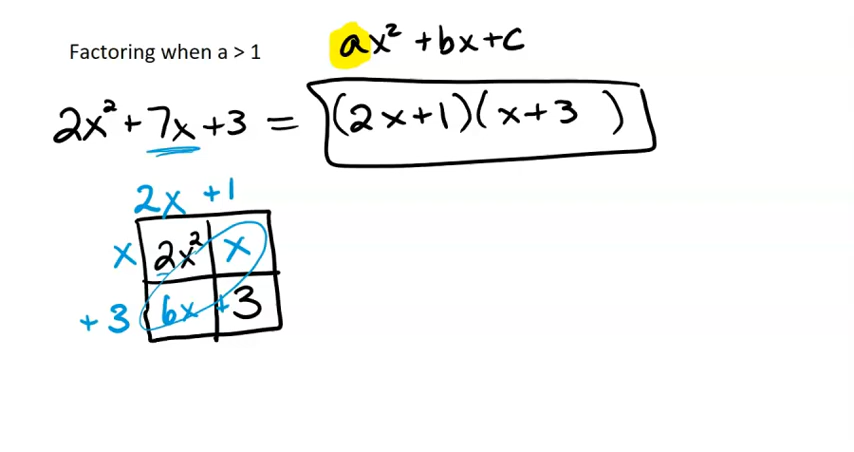 ax² + bx + c
Factoring when a > 1
2x² + 7x + 3 = (2x+1)(x+3)
2x +1
x 2x² x
+3 6x +3